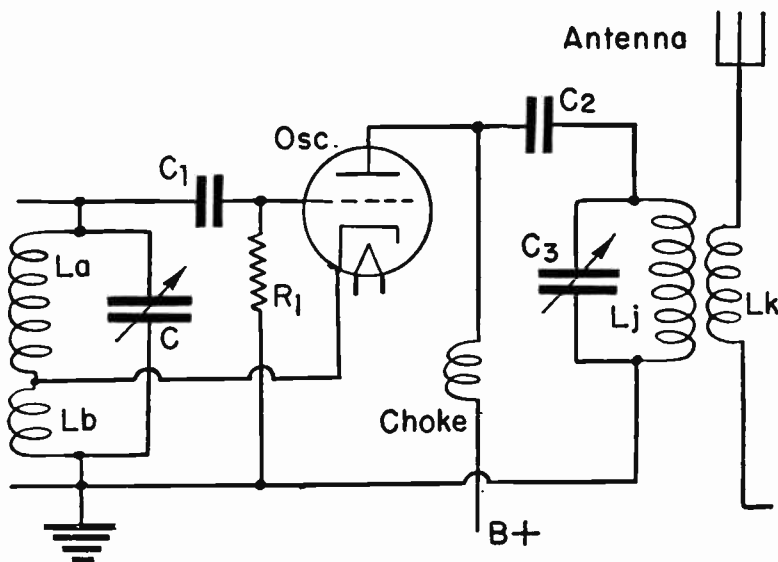 Antenna
C2
Osc.
C1
La
C3
R1
Lj
Lk
C
Lb
Choke
B+